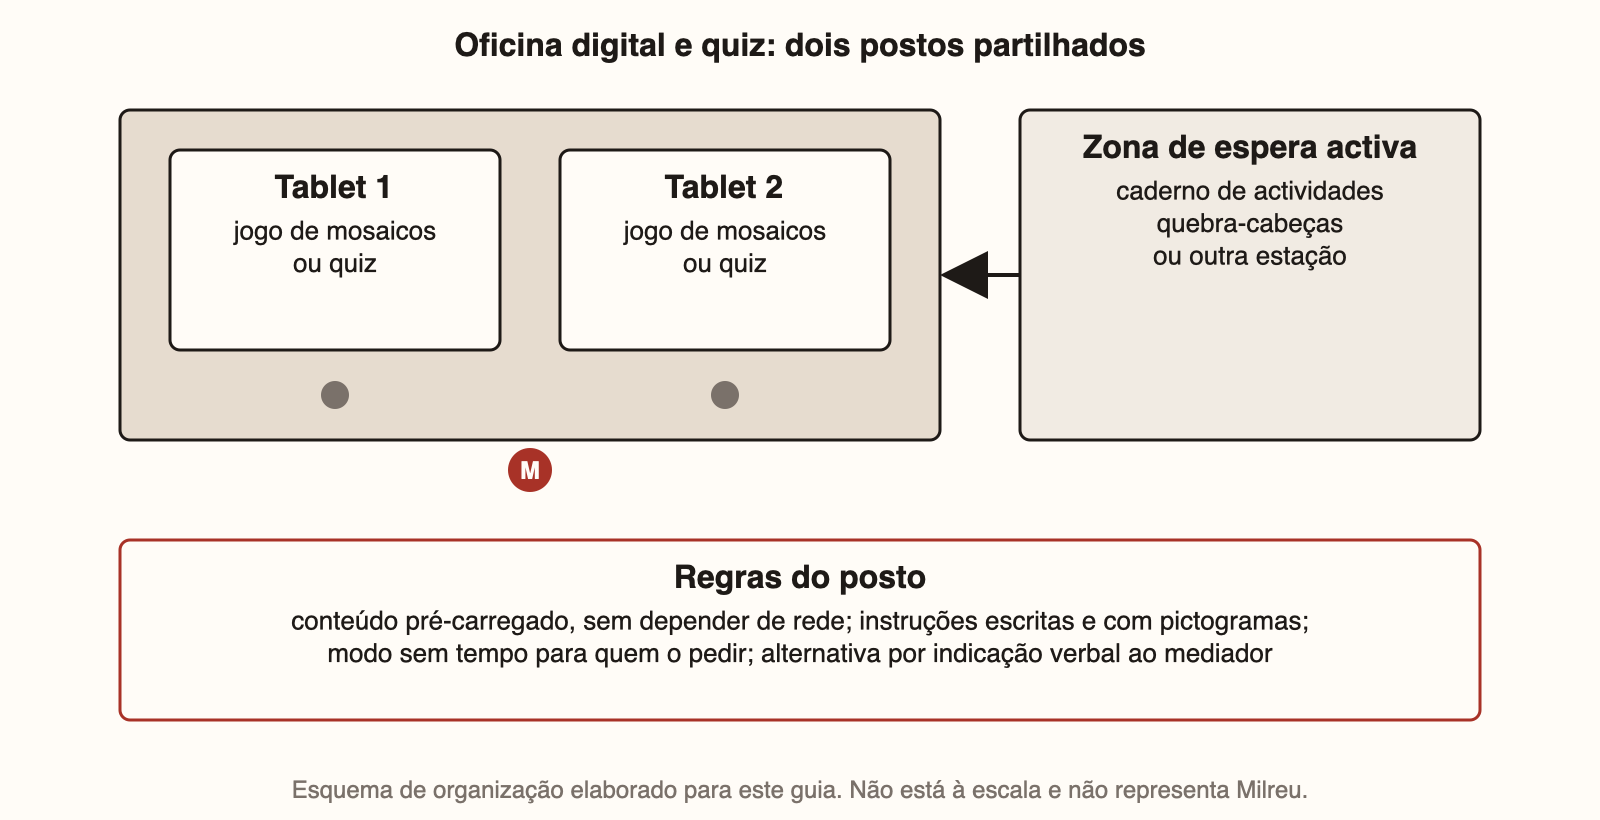 Oficina digital e quiz: dois postos partilhados
Tablet 1
jogo de mosaicos
ou quiz
Tablet 2
jogo de mosaicos
ou quiz
Zona de espera activa
caderno de actividades
quebra-cabeças
ou outra estação
M
Regras do posto
conteúdo pré-carregado, sem depender de rede; instruções escritas e com pictogramas;
modo sem tempo para quem o pedir; alternativa por indicação verbal ao mediador
Esquema de organização elaborado para este guia. Não está à escala e não representa Milreu.